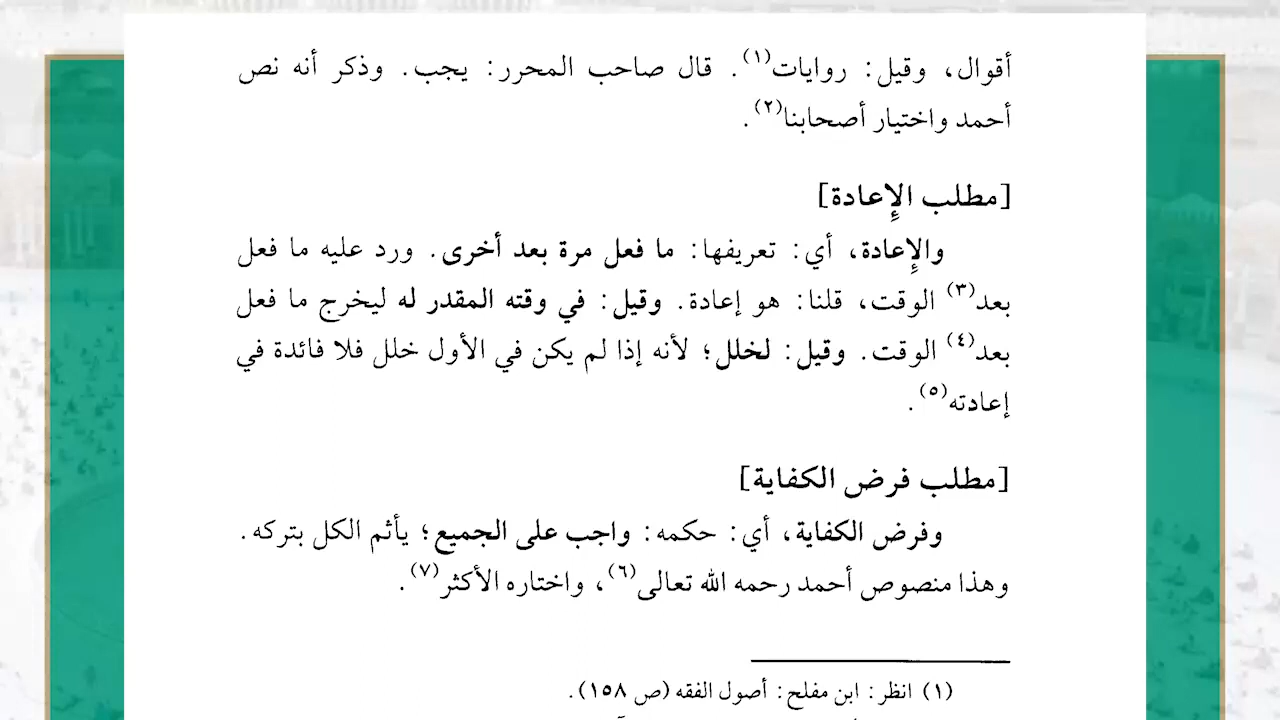 أقوال، وقيل: روايات(١). قال صاحب المحرر: يجب. وذكر أنه نص
أحمد واختيار أصحابنا(٢).
[مطلب الإِعادة]
والإِعادة، أي: تعريفها: ما فعل مرة بعد أخرى. ورد عليه ما فعل
بعد(٣) الوقت، قلنا: هو إعادة. وقيل: في وقته المقدر له ليخرج ما فعل
بعد(٤) الوقت. وقيل: لخلل؛ لأنه إذا لم يكن في الأول خلل فلا فائدة في
إعادته(٥).
[مطلب فرض الكفاية]
وفرض الكفاية، أي: حكمه: واجب على الجميع؛ يأثم الكل بتركه.
وهذا منصوص أحمد رحمه الله تعالى(٦)، واختاره الأكثر(٧).
(١) انظر: ابن مفلح: أصول الفقه (ص ١٥٨).